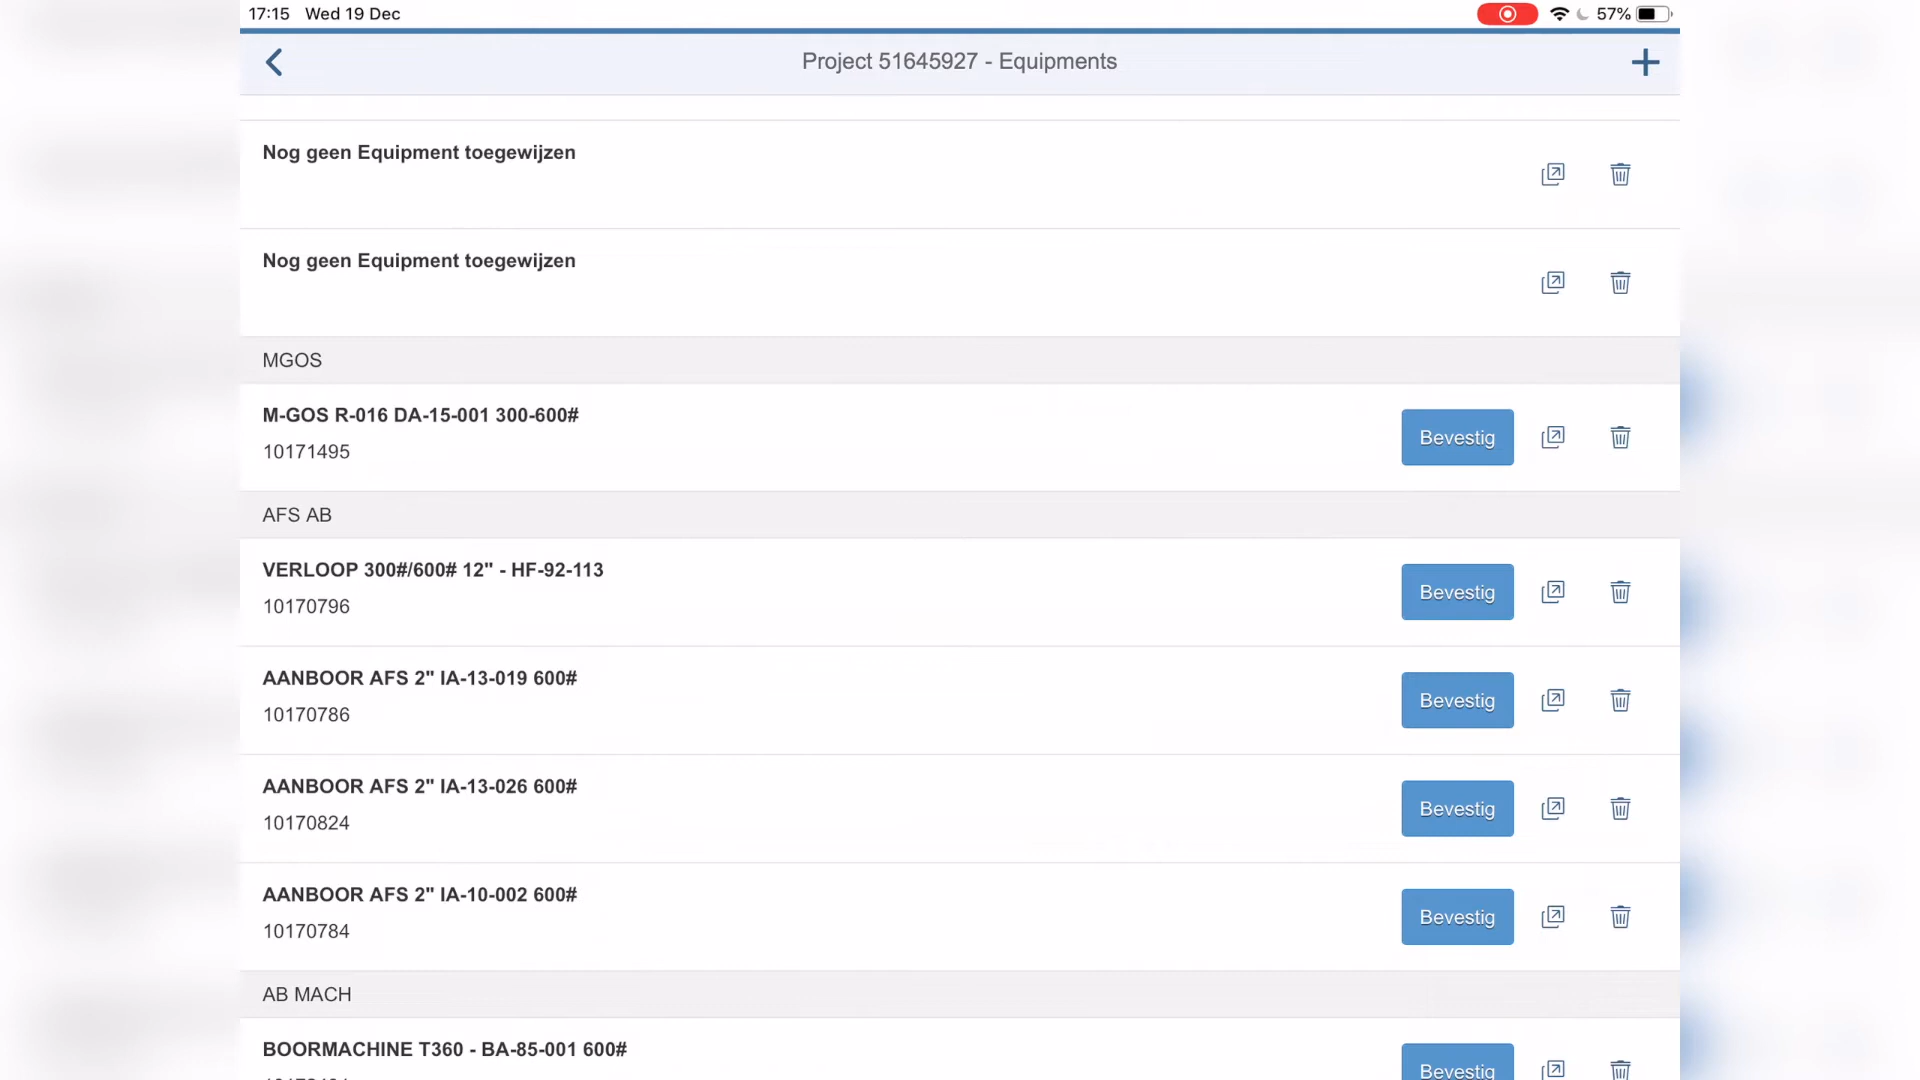 17:15 Wed 19 Dec
57%
Project 51645927 - Equipments
Nog geen Equipment toegewijzen
Nog geen Equipment toegewijzen
MGOS
M-GOS R-016 DA-15-001 300-600#
Bevestig
10171495
AFS AB
VERLOOP 300#/600# 12" - HF-92-113
Bevestig
10170796
AANBOOR AFS 2" IA-13-019 600#
Bevestig
10170786
AANBOOR AFS 2" IA-13-026 600#
Bevestig
10170824
AANBOOR AFS 2" IA-10-002 600#
Bevestig
10170784
AB MACH
BOORMACHINE T360 - BA-85-001 600#
Bevestig